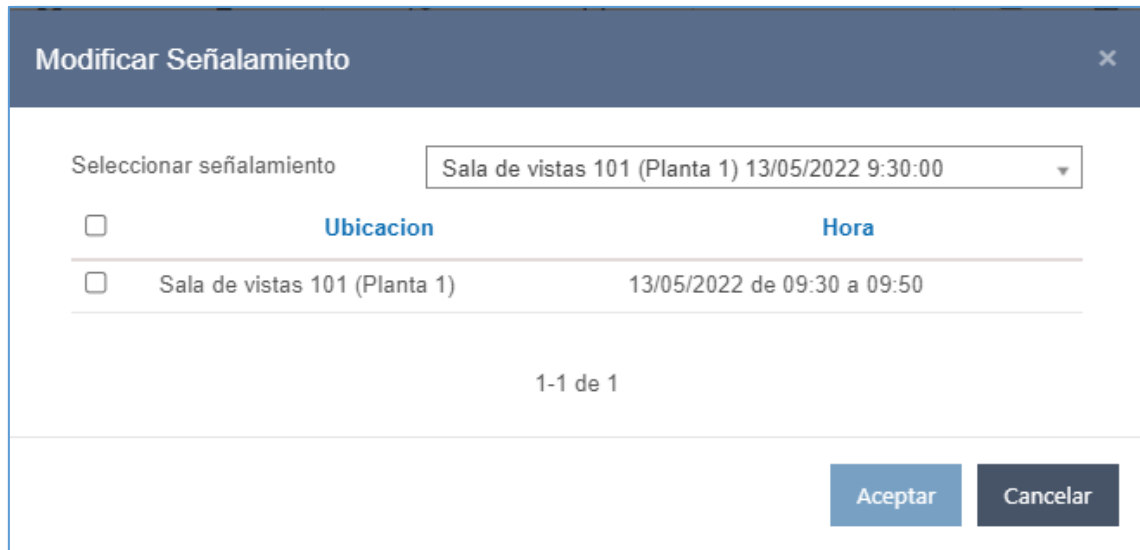 Modificar Señalamiento ×
Seleccionar señalamiento Sala de vistas 101 (Planta 1) 13/05/2022 9:30:00
Ubicacion Hora
Sala de vistas 101 (Planta 1) 13/05/2022 de 09:30 a 09:50
1-1 de 1
Aceptar Cancelar